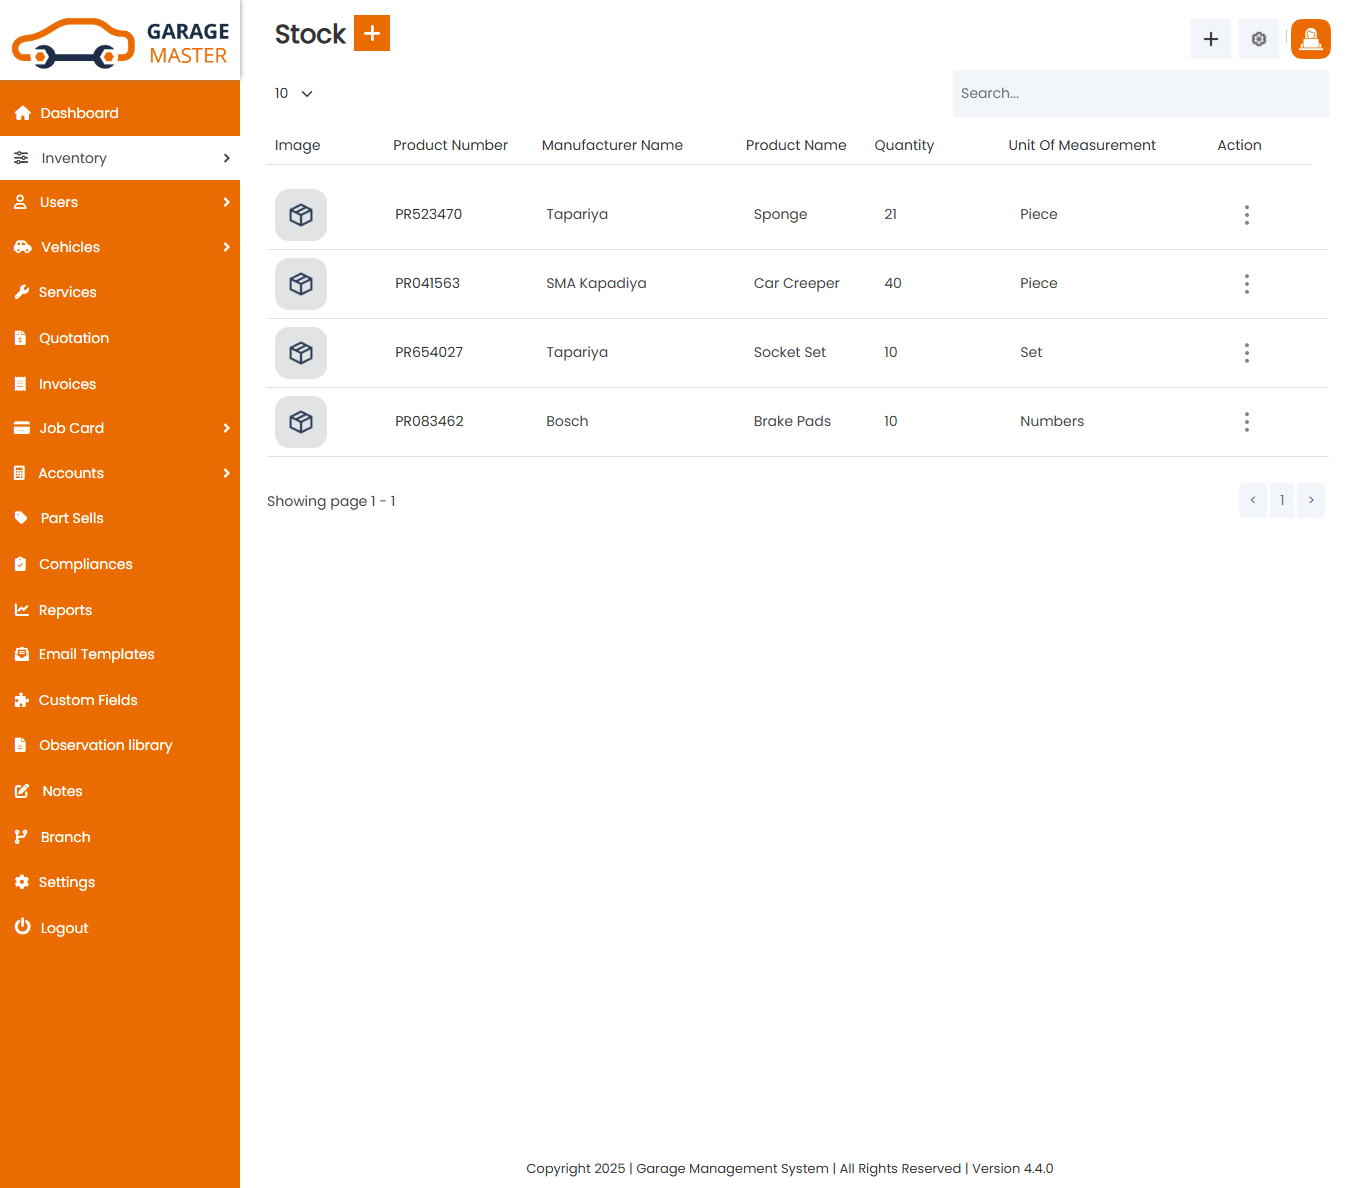 GARAGE
MASTER
Stock
Dashboard
Inventory
Users
Vehicles
Services
Quotation
Invoices
Job Card
Accounts
Part Sells
Compliances
Reports
Email Templates
Custom Fields
Observation library
Notes
Branch
Settings
Logout
10
Search...
Image Product Number Manufacturer Name Product Name Quantity Unit Of Measurement Action
PR523470 Tapariya Sponge 21 Piece
PR041563 SMA Kapadiya Car Creeper 40 Piece
PR654027 Tapariya Socket Set 10 Set
PR083462 Bosch Brake Pads 10 Numbers
Showing page 1 - 1
< 1 >
Copyright 2025 | Garage Management System | All Rights Reserved | Version 4.4.0